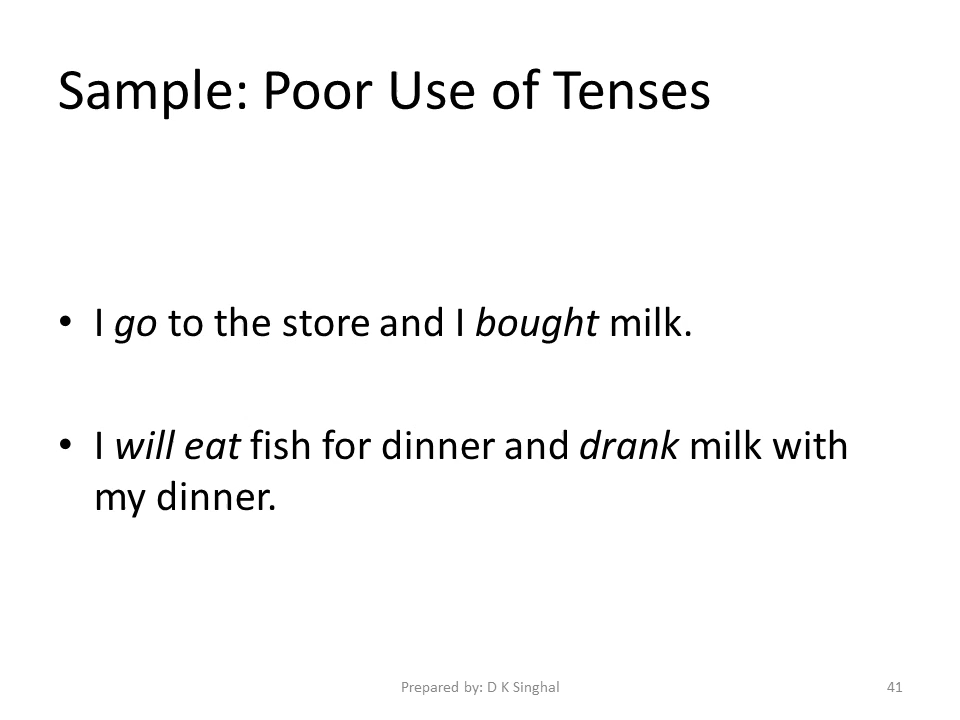 Sample: Poor Use of Tenses
• I go to the store and I bought milk.
• I will eat fish for dinner and drank milk with
my dinner.
Prepared by: D K Singhal
41